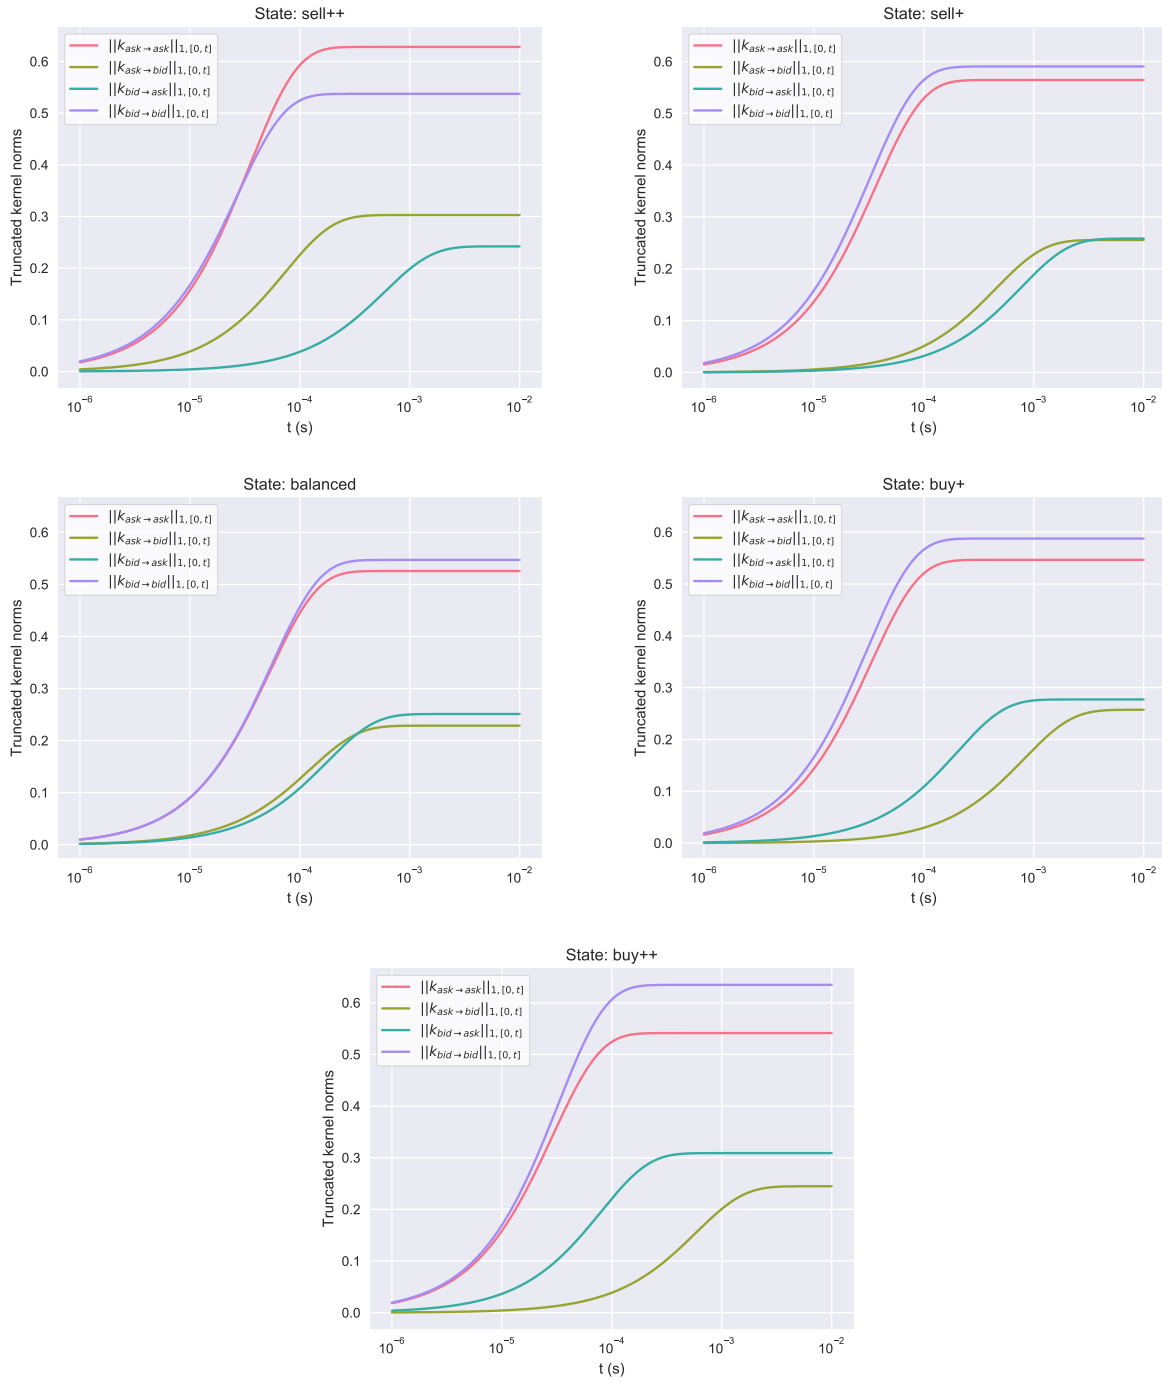 State: sell++
||k_{ask→ask}||_{1,[0,t]}
||k_{ask→bid}||_{1,[0,t]}
||k_{bid→ask}||_{1,[0,t]}
||k_{bid→bid}||_{1,[0,t]}
Truncated kernel norms
0.6
0.5
0.4
0.3
0.2
0.1
0.0
10^{−6} 10^{−5} 10^{−4} 10^{−3} 10^{−2}
t (s)
State: sell+
||k_{ask→ask}||_{1,[0,t]}
||k_{ask→bid}||_{1,[0,t]}
||k_{bid→ask}||_{1,[0,t]}
||k_{bid→bid}||_{1,[0,t]}
Truncated kernel norms
0.6
0.5
0.4
0.3
0.2
0.1
0.0
10^{−6} 10^{−5} 10^{−4} 10^{−3} 10^{−2}
t (s)
State: balanced
||k_{ask→ask}||_{1,[0,t]}
||k_{ask→bid}||_{1,[0,t]}
||k_{bid→ask}||_{1,[0,t]}
||k_{bid→bid}||_{1,[0,t]}
Truncated kernel norms
0.6
0.5
0.4
0.3
0.2
0.1
0.0
10^{−6} 10^{−5} 10^{−4} 10^{−3} 10^{−2}
t (s)
State: buy+
||k_{ask→ask}||_{1,[0,t]}
||k_{ask→bid}||_{1,[0,t]}
||k_{bid→ask}||_{1,[0,t]}
||k_{bid→bid}||_{1,[0,t]}
Truncated kernel norms
0.6
0.5
0.4
0.3
0.2
0.1
0.0
10^{−6} 10^{−5} 10^{−4} 10^{−3} 10^{−2}
t (s)
State: buy++
||k_{ask→ask}||_{1,[0,t]}
||k_{ask→bid}||_{1,[0,t]}
||k_{bid→ask}||_{1,[0,t]}
||k_{bid→bid}||_{1,[0,t]}
Truncated kernel norms
0.6
0.5
0.4
0.3
0.2
0.1
0.0
10^{−6} 10^{−5} 10^{−4} 10^{−3} 10^{−2}
t (s)